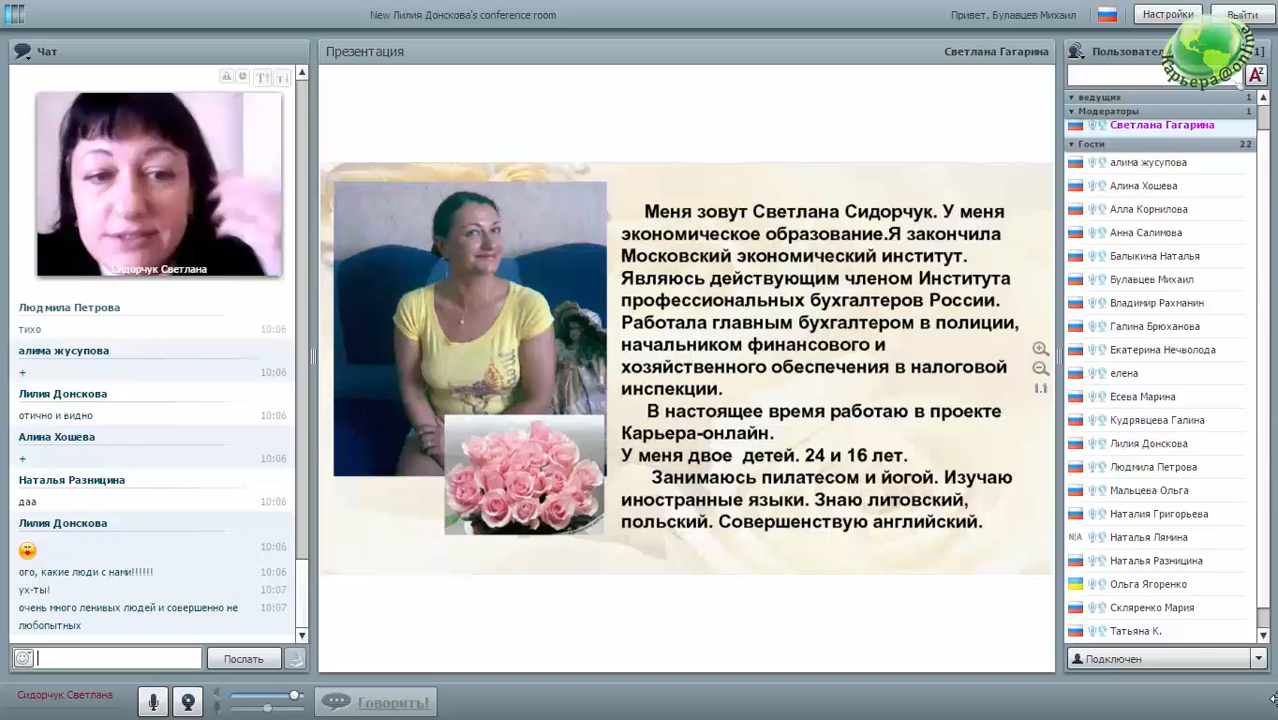 New Лилия Донскова's conference room
Привет, Булавцев Михаил
Настройки
Выйти
Чат
Сидорчук Светлана
Людмила Петрова
тихо 10:06
алима жусупова
+ 10:06
Лилия Донскова
отично и видно 10:06
Алина Хошева
+ 10:06
Наталья Разницина
даа 10:06
Лилия Донскова
10:06
ого, какие люди с нами!!!!!! 10:06
ух-ты! 10:07
очень много ленивых людей и совершенно не 10:07
любопытных
Послать
Сидорчук Светлана
Говорить!
Презентация
Светлана Гагарина
Меня зовут Светлана Сидорчук. У меня
экономическое образование.Я закончила
Московский экономический институт.
Являюсь действующим членом Института
профессиональных бухгалтеров России.
Работала главным бухгалтером в полиции,
начальником финансового и
хозяйственного обеспечения в налоговой
инспекции.
В настоящее время работаю в проекте
Карьера-онлайн.
У меня двое детей. 24 и 16 лет.
Занимаюсь пилатесом и йогой. Изучаю
иностранные языки. Знаю литовский,
польский. Совершенствую английский.
1.1
Карьера@online
ведущих 1
Модераторы 1
Светлана Гагарина
Гости 22
алима жусупова
Алина Хошева
Алла Корнилова
Анна Салимова
Балыкина Наталья
Булавцев Михаил
Владимир Рахманин
Галина Брюханова
Екатерина Нечволода
елена
Есева Марина
Кудрявцева Галина
Лилия Донскова
Людмила Петрова
Мальцева Ольга
Наталия Григорьева
N/A Наталья Лямина
Наталья Разницина
Ольга Ягоренко
Скляренко Мария
Татьяна К.
Подключен